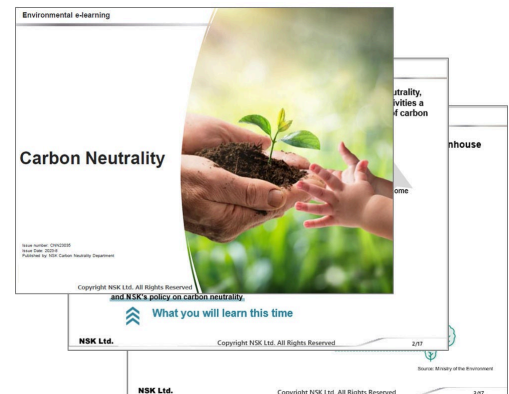 Environmental e-learning
Carbon Neutrality
Issue Date: 2023-6
Published by: NSK Carbon Neutrality Department
Copyright NSK Ltd. All Rights Reserved
utrality,
ivities a
of carbon
ome
and NSK's policy on carbon neutrality.
What you will learn this time
NSK Ltd.
Copyright NSK Ltd. All Rights Reserved
2/17
nhouse
Source: Ministry of the Environment
NSK Ltd.
Copyright NSK Ltd. All Rights Reserved
3/17